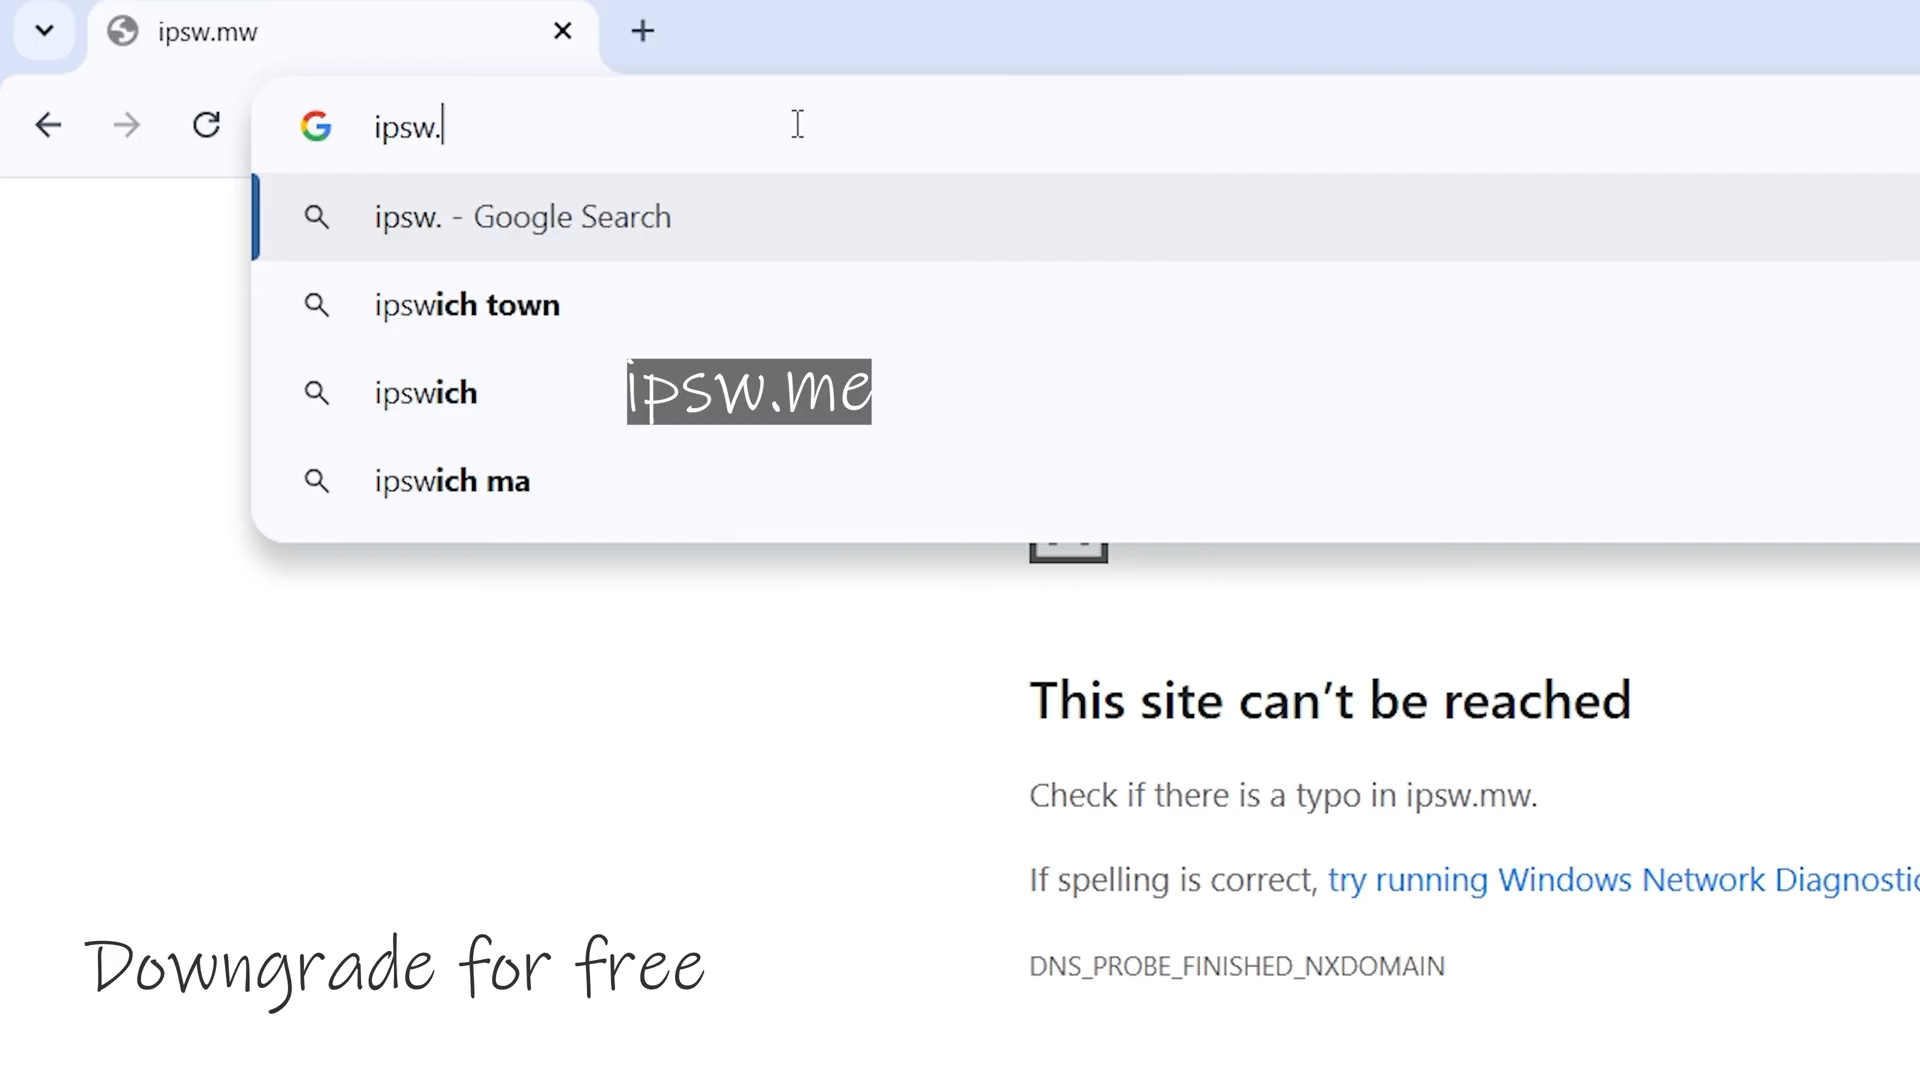 ipsw.mw
ipsw.
ipsw. - Google Search
ipswich town
ipswich
ipsw.me
ipswich ma
This site can’t be reached
Check if there is a typo in ipsw.mw.
If spelling is correct, try running Windows Network Diagnostic
DNS_PROBE_FINISHED_NXDOMAIN
Downgrade for free